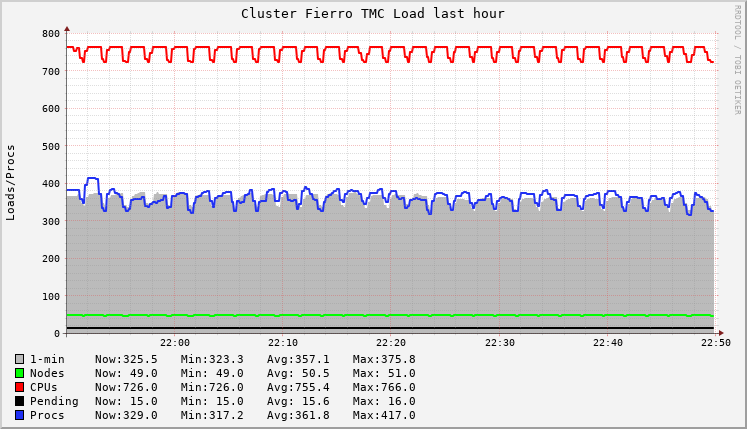 Cluster Fierro TMC Load last hour
RRDTOOL / TOBI OETIKER
Loads/Procs
800
700
600
500
400
300
200
100
0
22:00 22:10 22:20 22:30 22:40 22:50
1-min Now:325.5 Min:323.3 Avg:357.1 Max:375.8
Nodes Now: 49.0 Min: 49.0 Avg: 50.5 Max: 51.0
CPUs Now:726.0 Min:726.0 Avg:755.4 Max:766.0
Pending Now: 15.0 Min: 15.0 Avg: 15.6 Max: 16.0
Procs Now:329.0 Min:317.2 Avg:361.8 Max:417.0